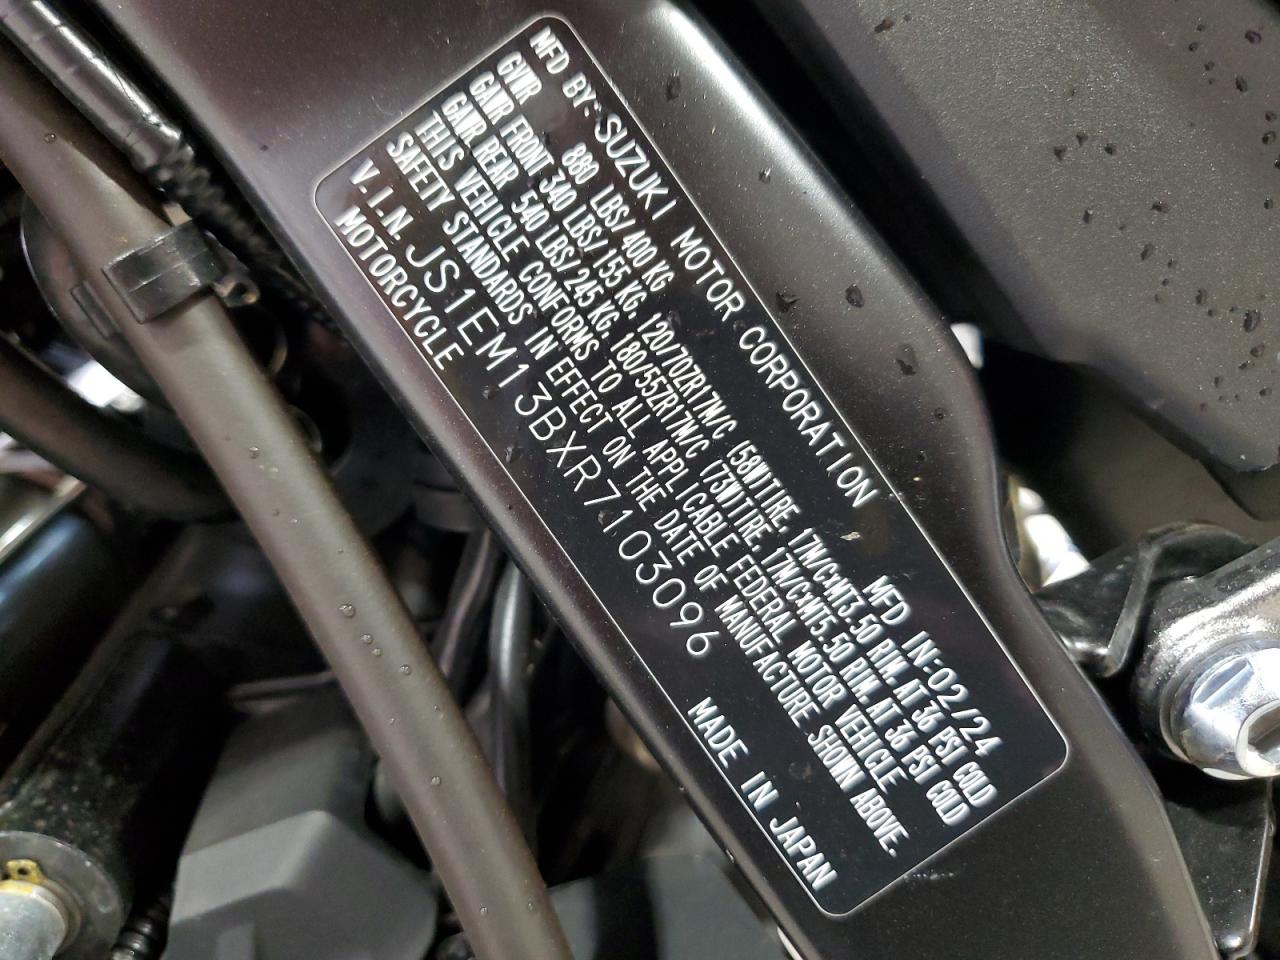 MFD BY: SUZUKI MOTOR CORPORATION MFD IN: 02/24
GVWR 880 LBS/400 KG
GAWR FRONT 340 LBS/155 KG, 120/70ZR17M/C (58W)TIRE, 17M/CxMT3.50 RIM. AT 36 PSI COLD
GAWR REAR 540 LBS/245 KG, 180/55ZR17M/C (73W)TIRE, 17M/CxMT5.50 RIM. AT 36 PSI COLD
THIS VEHICLE CONFORMS TO ALL APPLICABLE FEDERAL MOTOR VEHICLE
SAFETY STANDARDS IN EFFECT ON THE DATE OF MANUFACTURE SHOWN ABOVE.
V.I.N. JS1EM13BXR7103096
MOTORCYCLE MADE IN JAPAN